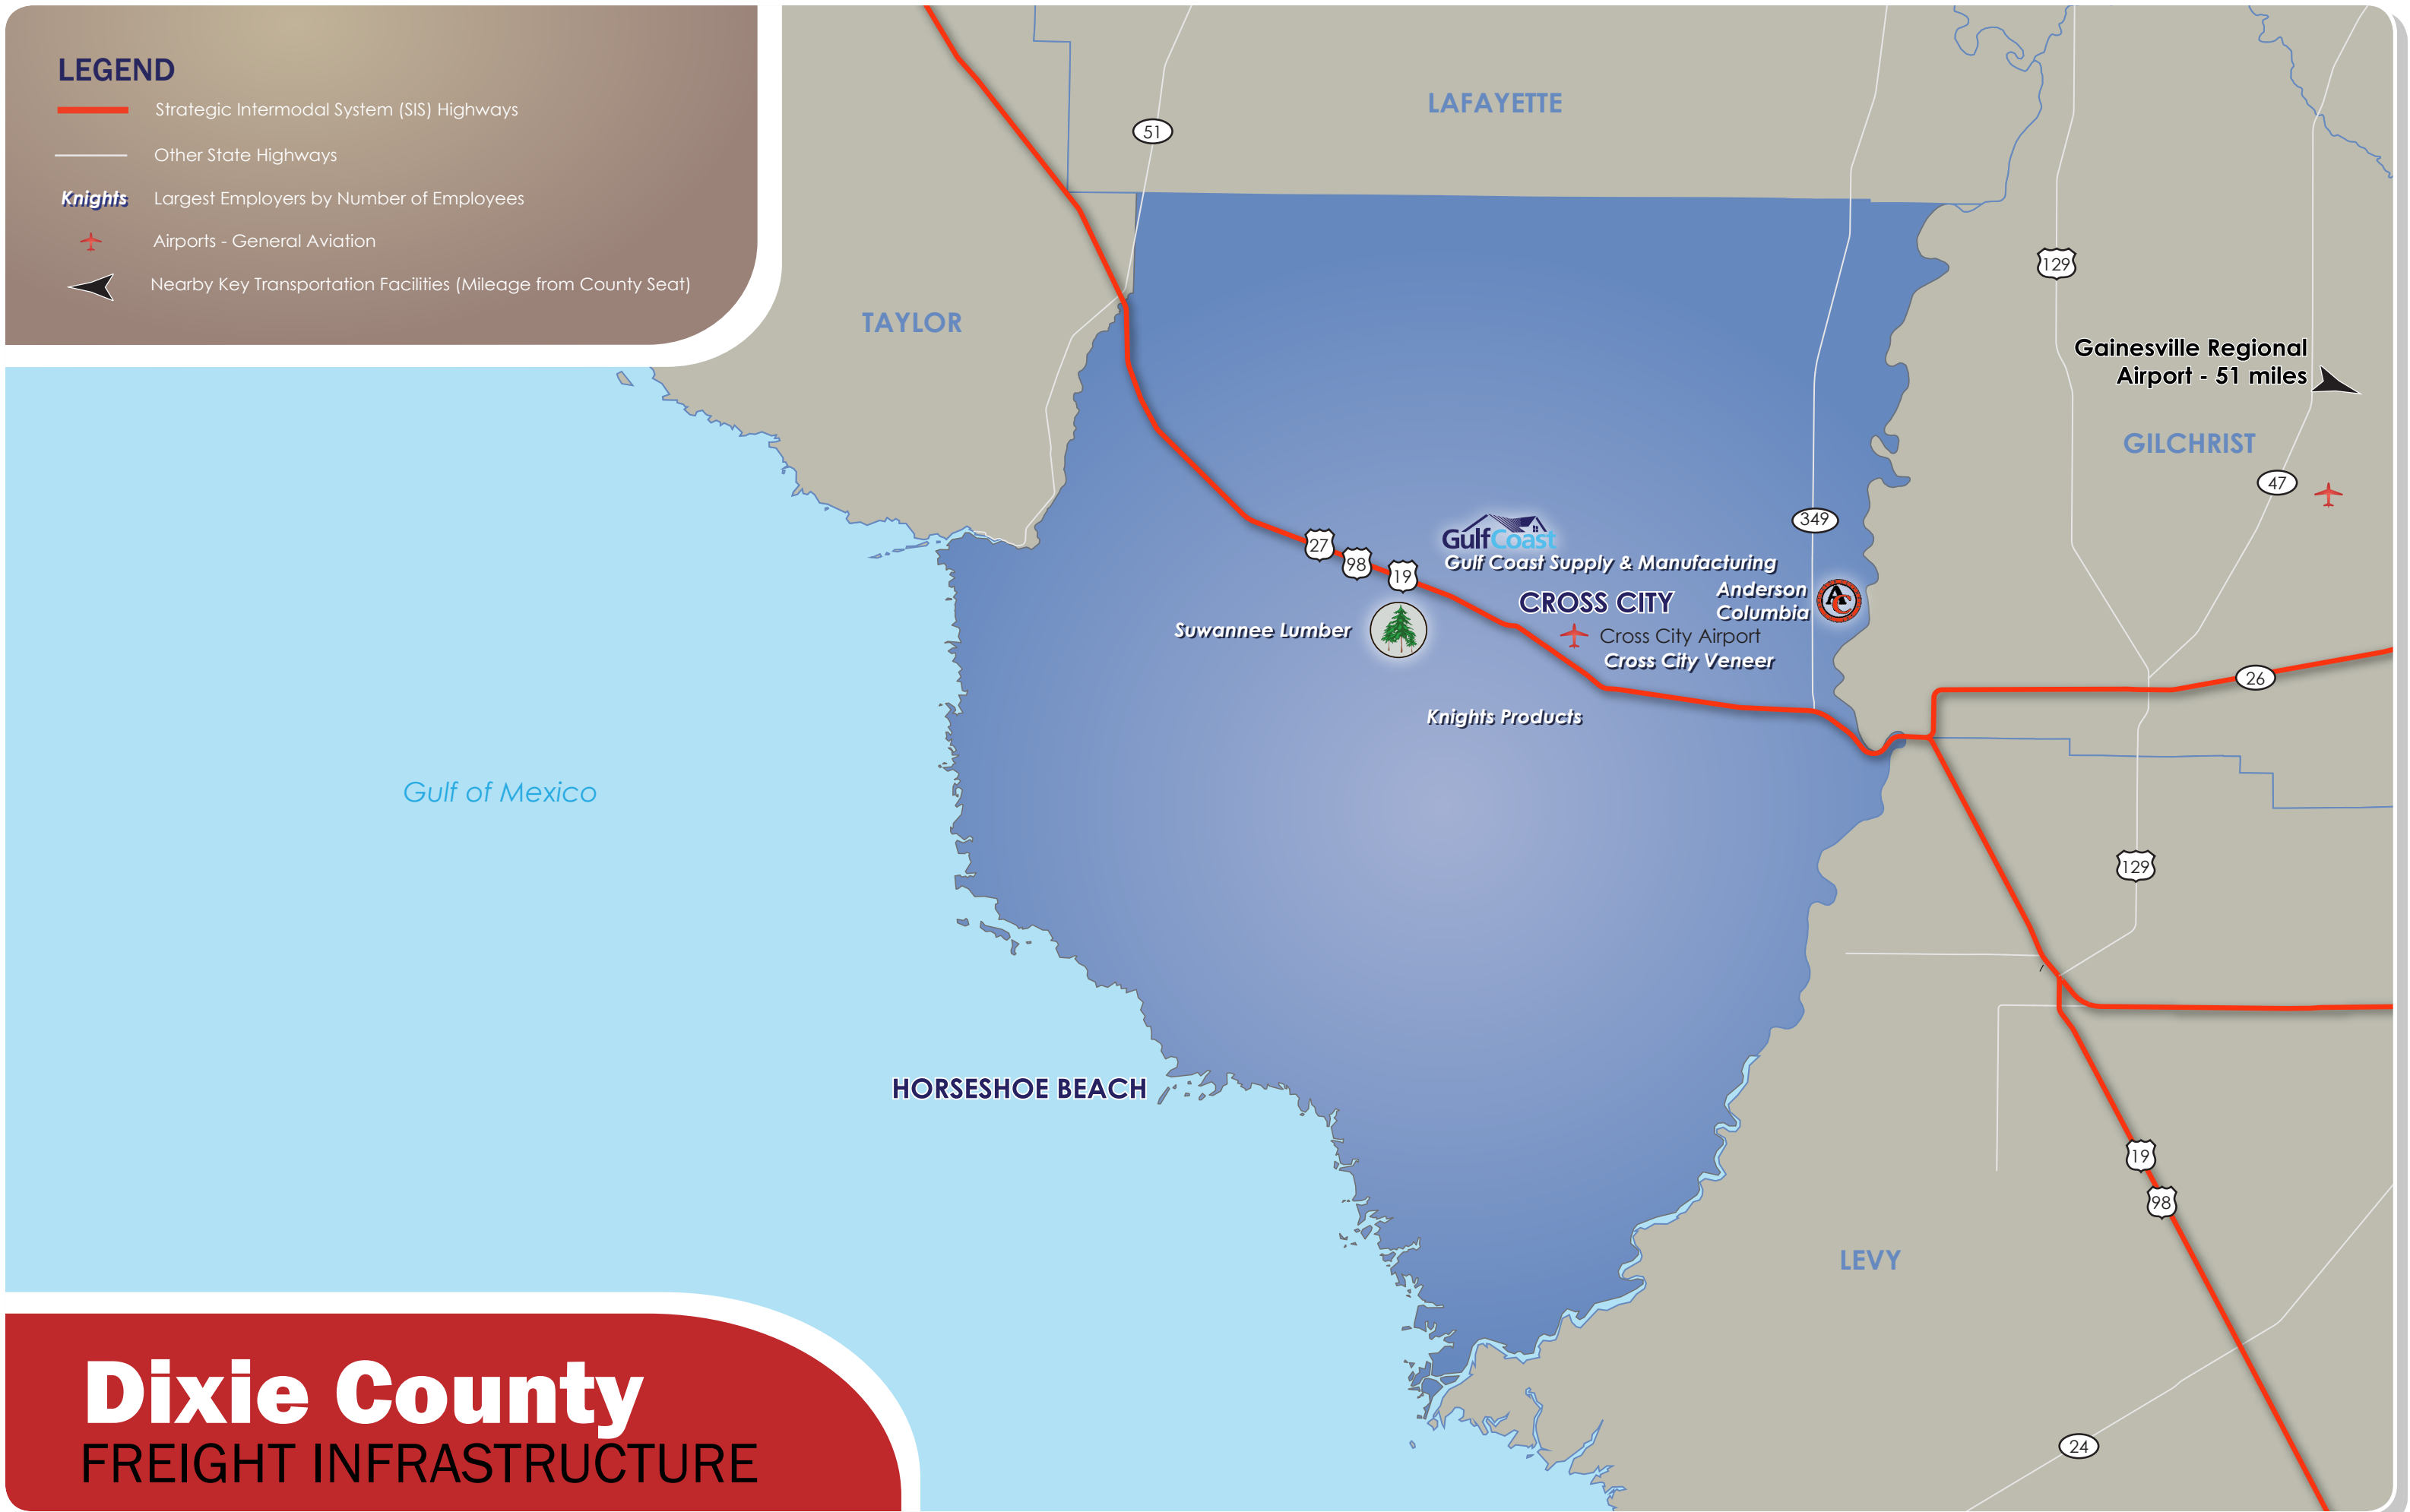 LEGEND
Strategic Intermodal System (SIS) Highways
Other State Highways
Knights Largest Employers by Number of Employees
Airports - General Aviation
Nearby Key Transportation Facilities (Mileage from County Seat)
LAFAYETTE
51
129
TAYLOR
Gainesville Regional
Airport - 51 miles
GILCHRIST
47
349
27
98
19
GulfCoast
Gulf Coast Supply & Manufacturing
Anderson
Columbia
AC
CROSS CITY
Suwannee Lumber
Cross City Airport
Cross City Veneer
26
Knights Products
Gulf of Mexico
129
HORSESHOE BEACH
19
98
LEVY
24
Dixie County
FREIGHT INFRASTRUCTURE